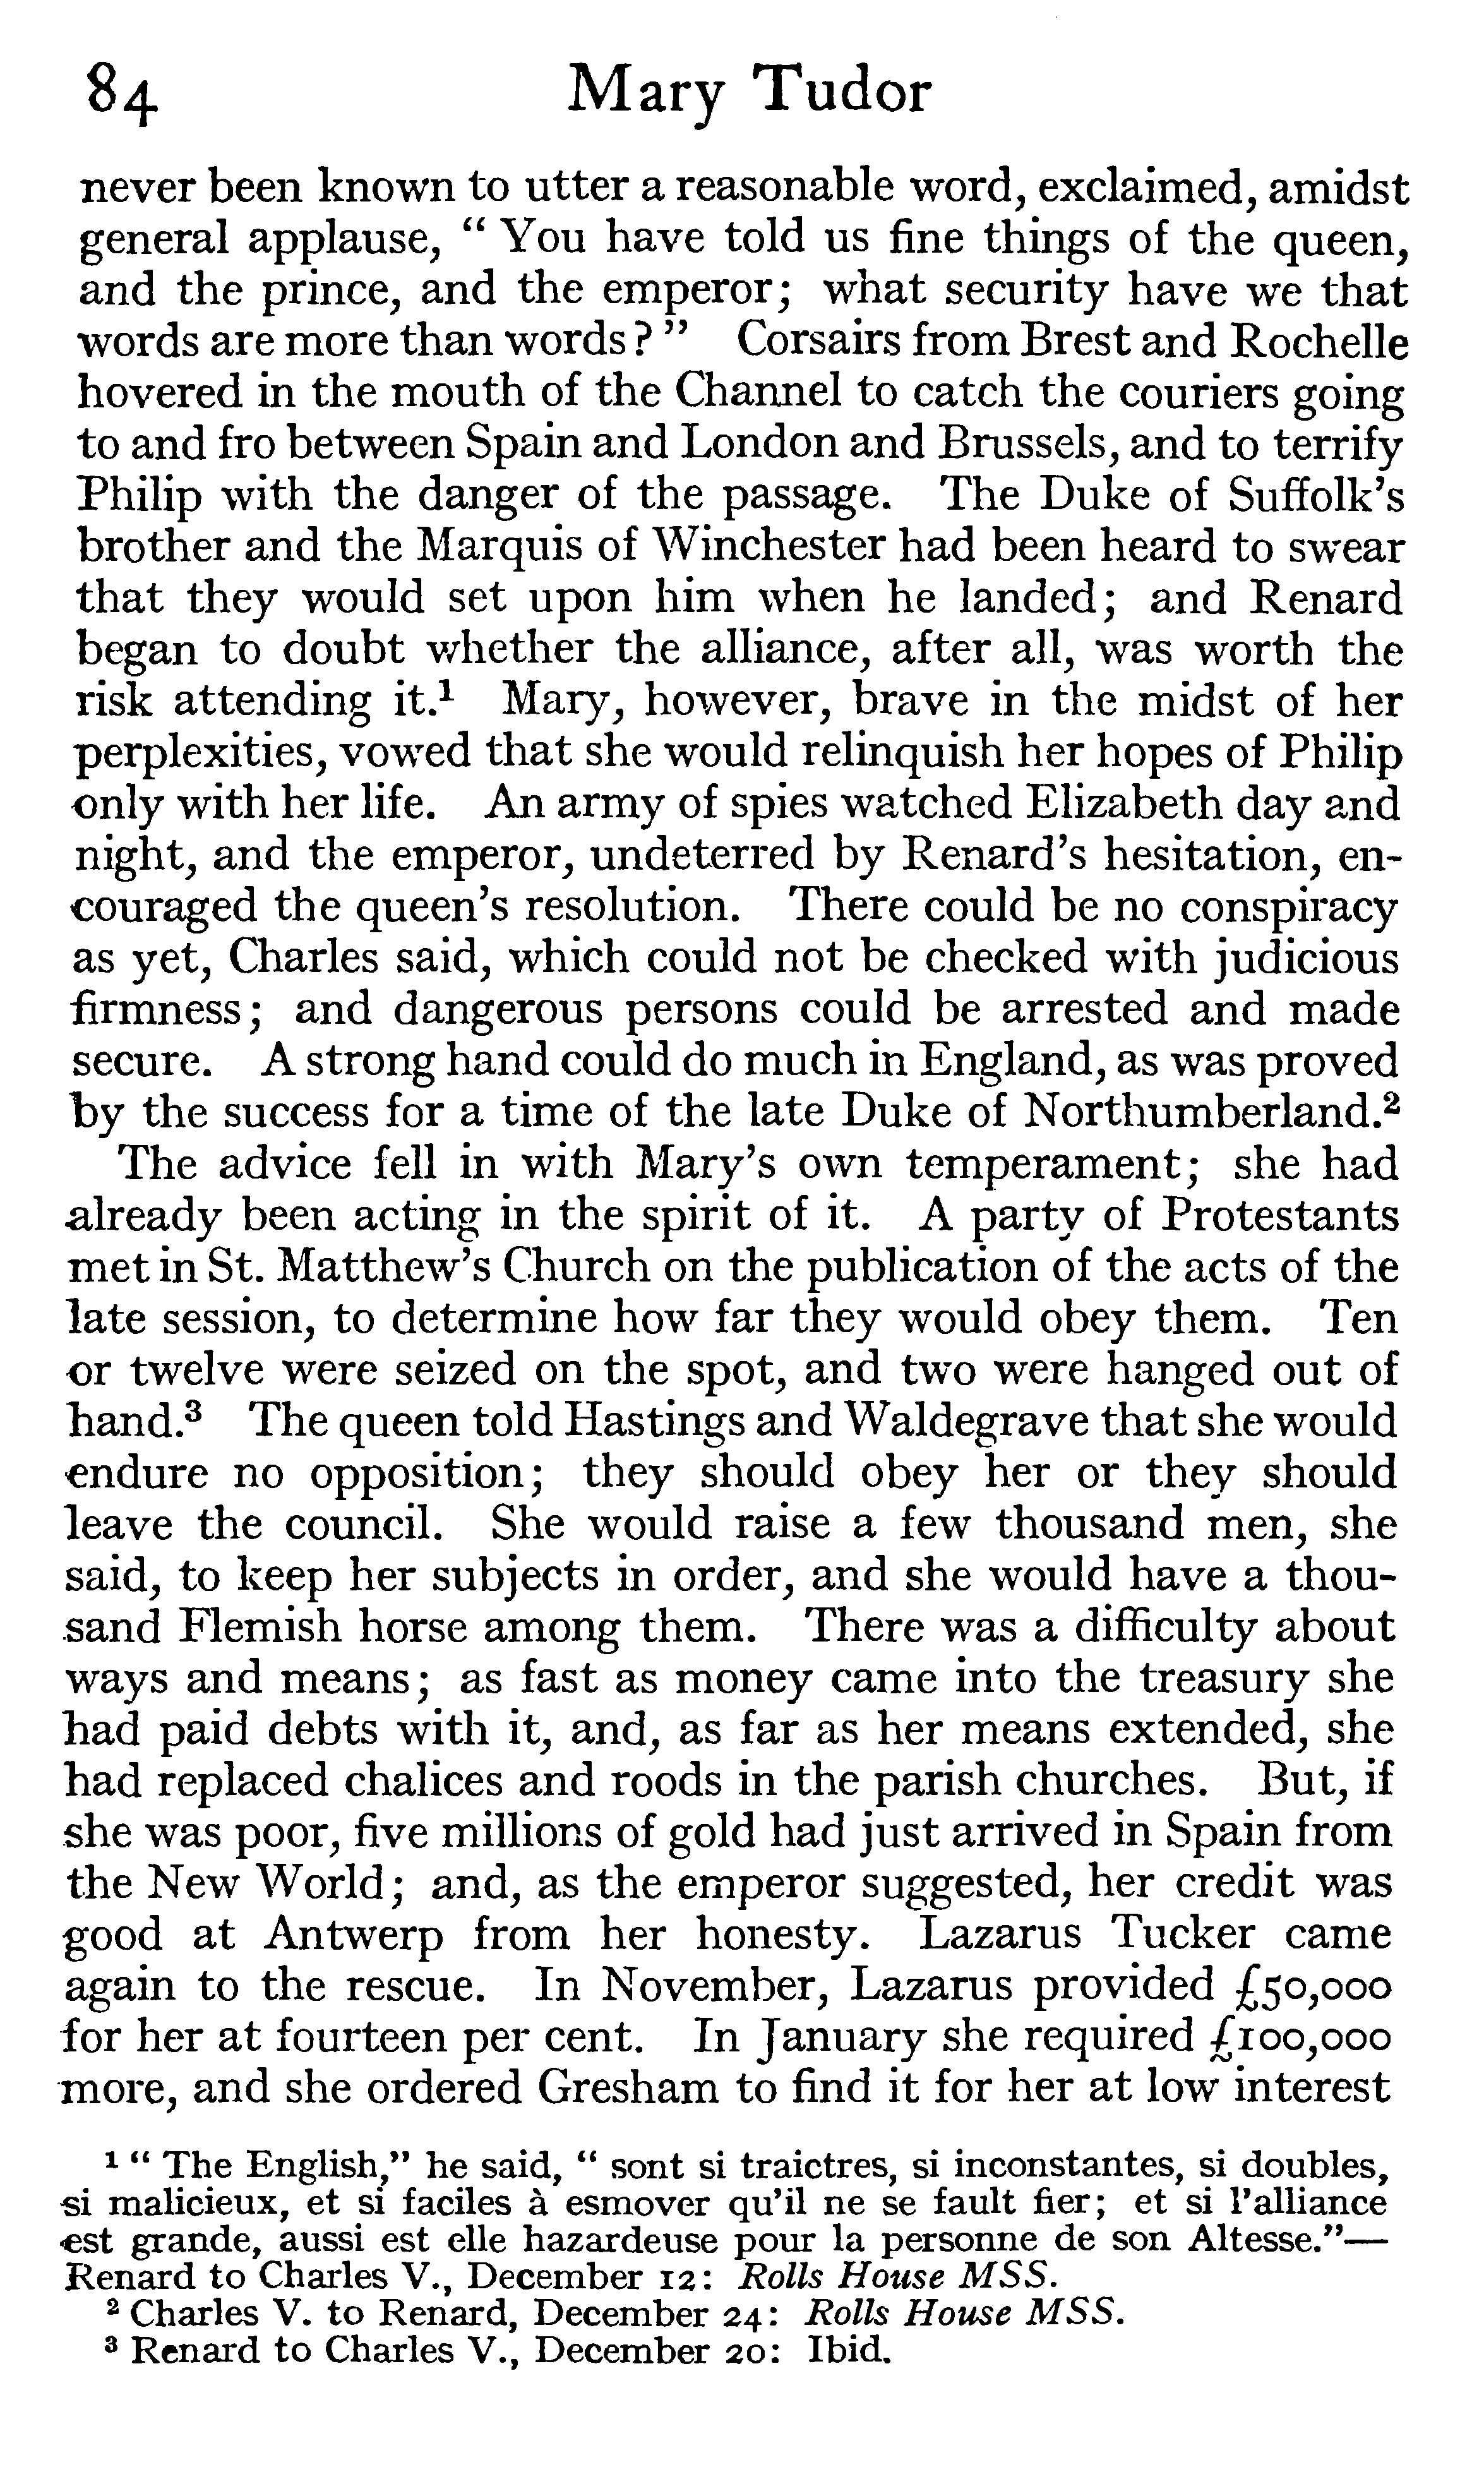 84 Mary Tudor
never been known to utter a reasonable word, exclaimed, amidst
general applause, “ You have told us fine things of the queen,
and the prince, and the emperor; what security have we that
words are more than words? ” Corsairs from Brest and Rochelle
hovered in the mouth of the Channel to catch the couriers going
to and fro between Spain and London and Brussels, and to terrify
Philip with the danger of the passage. The Duke of Suffolk’s
brother and the Marquis of Winchester had been heard to swear
that they would set upon him when he landed; and Renard
began to doubt whether the alliance, after all, was worth the
risk attending it.¹ Mary, however, brave in the midst of her
perplexities, vowed that she would relinquish her hopes of Philip
only with her life. An army of spies watched Elizabeth day and
night, and the emperor, undeterred by Renard’s hesitation, en-
couraged the queen’s resolution. There could be no conspiracy
as yet, Charles said, which could not be checked with judicious
firmness; and dangerous persons could be arrested and made
secure. A strong hand could do much in England, as was proved
by the success for a time of the late Duke of Northumberland.²
The advice fell in with Mary’s own temperament; she had
already been acting in the spirit of it. A party of Protestants
met in St. Matthew’s Church on the publication of the acts of the
late session, to determine how far they would obey them. Ten
or twelve were seized on the spot, and two were hanged out of
hand.³ The queen told Hastings and Waldegrave that she would
endure no opposition; they should obey her or they should
leave the council. She would raise a few thousand men, she
said, to keep her subjects in order, and she would have a thou-
sand Flemish horse among them. There was a difficulty about
ways and means; as fast as money came into the treasury she
had paid debts with it, and, as far as her means extended, she
had replaced chalices and roods in the parish churches. But, if
she was poor, five millions of gold had just arrived in Spain from
the New World; and, as the emperor suggested, her credit was
good at Antwerp from her honesty. Lazarus Tucker came
again to the rescue. In November, Lazarus provided £50,000
for her at fourteen per cent. In January she required £100,000
more, and she ordered Gresham to find it for her at low interest
¹ “ The English,” he said, “ sont si traictres, si inconstantes, si doubles,
si malicieux, et si faciles à esmover qu’il ne se fault fier; et si l’alliance
est grande, aussi est elle hazardeuse pour la personne de son Altesse.”—
Renard to Charles V., December 12: Rolls House MSS.
² Charles V. to Renard, December 24: Rolls House MSS.
³ Renard to Charles V., December 20: Ibid.